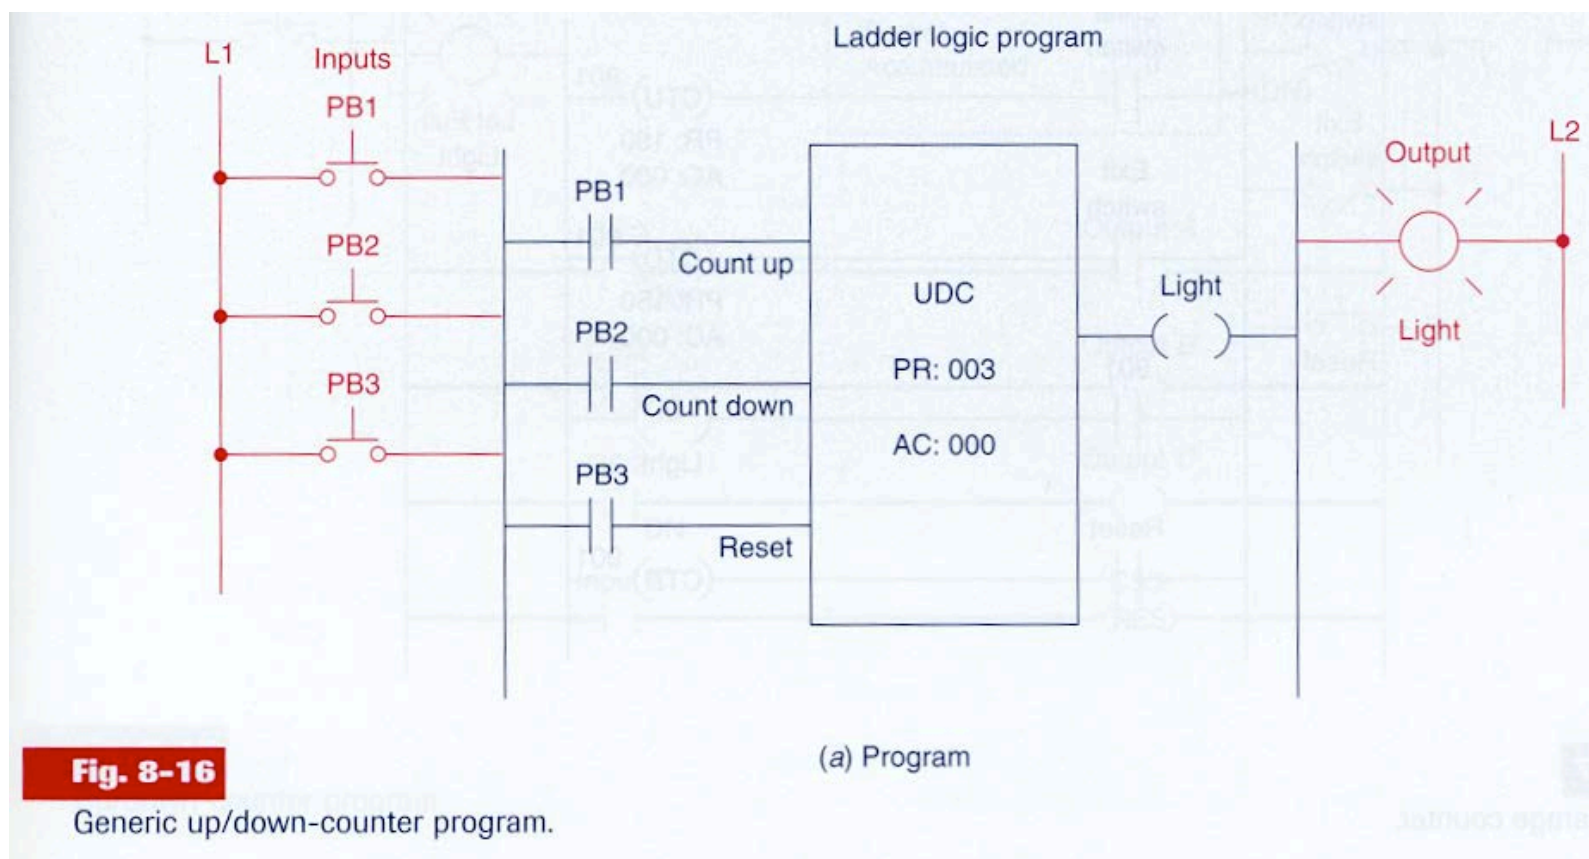 Ladder logic program
L1
Inputs
PB1
PB2
PB3
PB1
Count up
PB2
Count down
PB3
Reset
UDC
PR: 003
AC: 000
Light
Output
Light
L2
(a) Program
Fig. 8-16
Generic up/down-counter program.